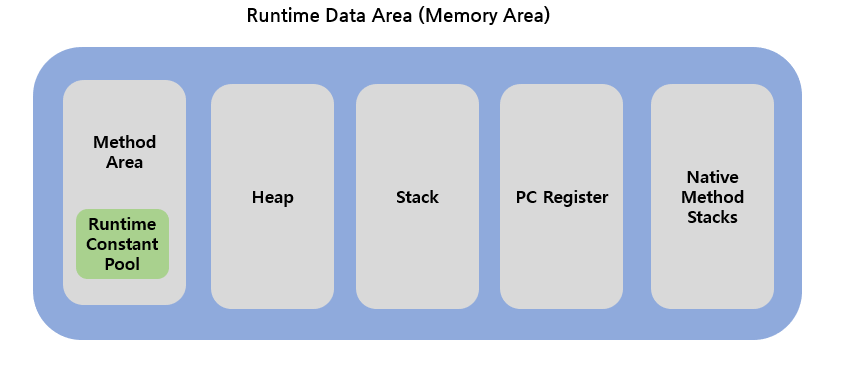 Runtime Data Area (Memory Area)
Method
Area
Runtime
Constant
Pool
Heap
Stack
PC Register
Native
Method
Stacks